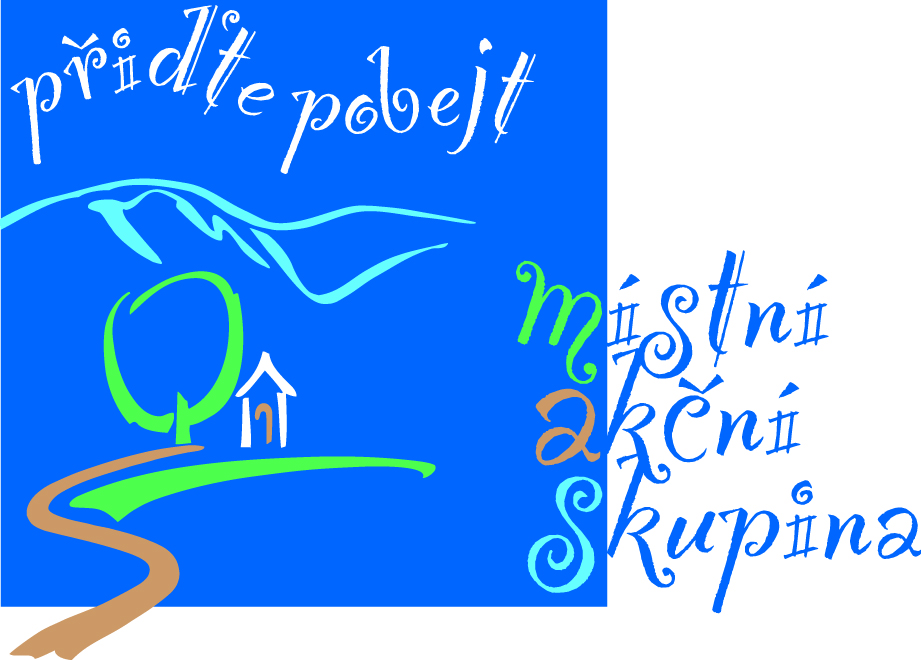 přiďte pobejt
místní
akční
skupina